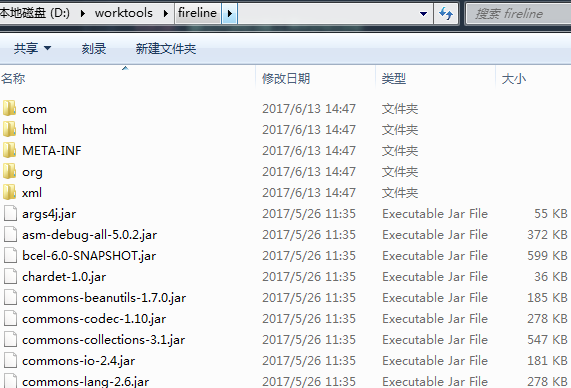 本地磁盘 (D:) worktools fireline 搜索 fireline
共享 刻录 新建文件夹
名称 修改日期 类型 大小
com 2017/6/13 14:47 文件夹
html 2017/6/13 14:47 文件夹
META-INF 2017/6/13 14:47 文件夹
org 2017/6/13 14:47 文件夹
xml 2017/6/13 14:47 文件夹
args4j.jar 2017/5/26 11:35 Executable Jar File 55 KB
asm-debug-all-5.0.2.jar 2017/5/26 11:35 Executable Jar File 372 KB
bcel-6.0-SNAPSHOT.jar 2017/5/26 11:35 Executable Jar File 599 KB
chardet-1.0.jar 2017/5/26 11:35 Executable Jar File 36 KB
commons-beanutils-1.7.0.jar 2017/5/26 11:35 Executable Jar File 185 KB
commons-codec-1.10.jar 2017/5/26 11:35 Executable Jar File 278 KB
commons-collections-3.1.jar 2017/5/26 11:35 Executable Jar File 547 KB
commons-io-2.4.jar 2017/5/26 11:35 Executable Jar File 181 KB
commons-lang-2.6.jar 2017/5/26 11:35 Executable Jar File 278 KB